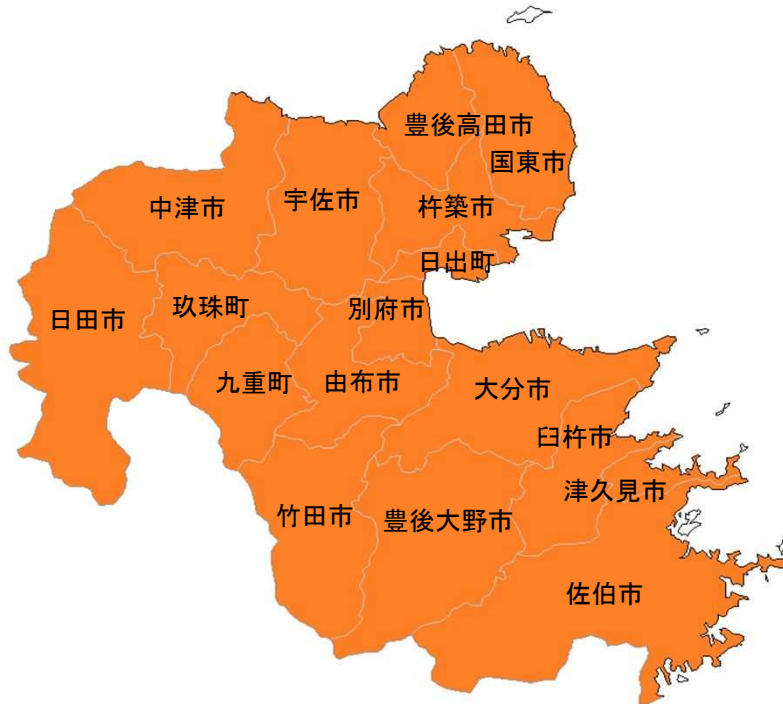 豊後高田市
国東市
中津市
宇佐市
杵築市
日出町
日田市
玖珠町
別府市
九重町
由布市
大分市
臼杵市
津久見市
竹田市
豊後大野市
佐伯市